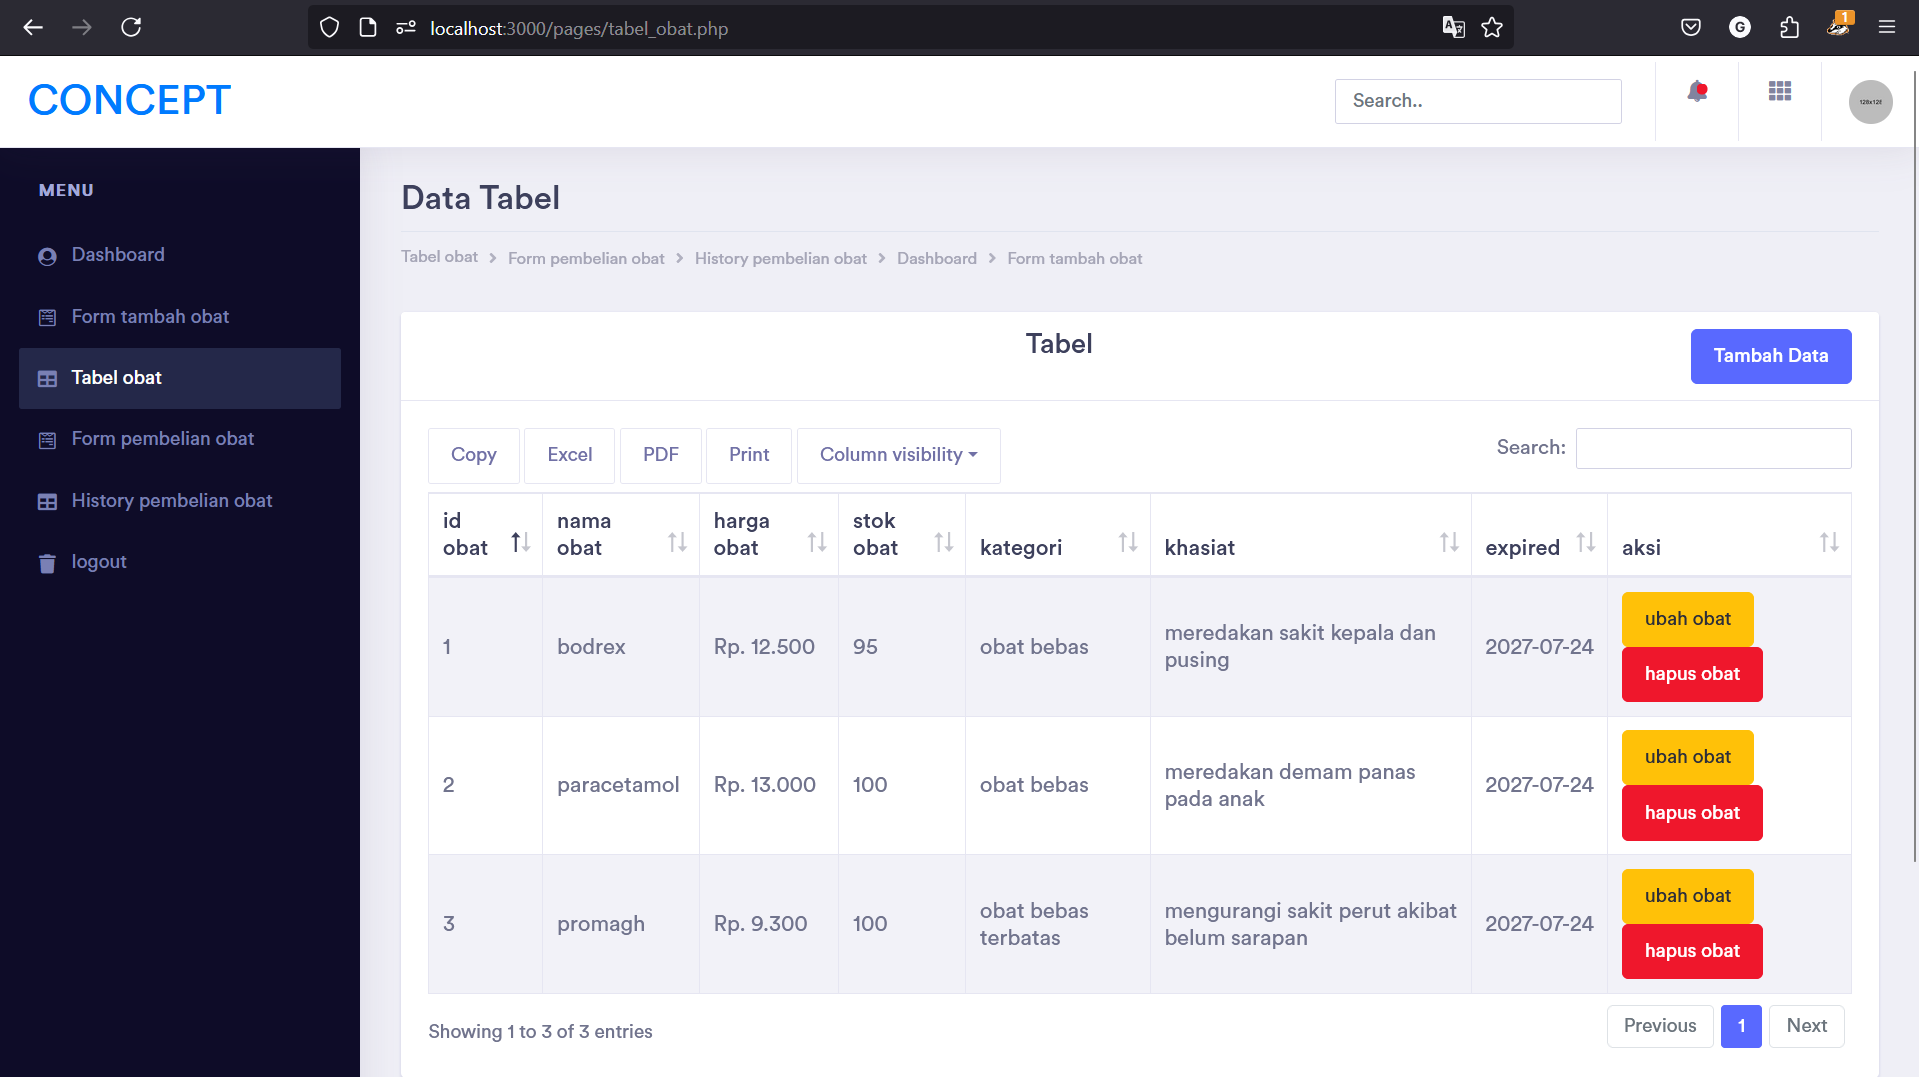 localhost:3000/pages/tabel_obat.php
1
CONCEPT
Search..
128x128
MENU
Dashboard
Form tambah obat
Tabel obat
Form pembelian obat
History pembelian obat
logout
Data Tabel
Tabel obat > Form pembelian obat > History pembelian obat > Dashboard > Form tambah obat
Tabel
Tambah Data
Copy Excel PDF Print Column visibility
Search:
id obat nama obat harga obat stok obat kategori khasiat expired aksi
1 bodrex Rp. 12.500 95 obat bebas meredakan sakit kepala dan pusing 2027-07-24 ubah obat hapus obat
2 paracetamol Rp. 13.000 100 obat bebas meredakan demam panas pada anak 2027-07-24 ubah obat hapus obat
3 promagh Rp. 9.300 100 obat bebas terbatas mengurangi sakit perut akibat belum sarapan 2027-07-24 ubah obat hapus obat
Showing 1 to 3 of 3 entries
Previous 1 Next